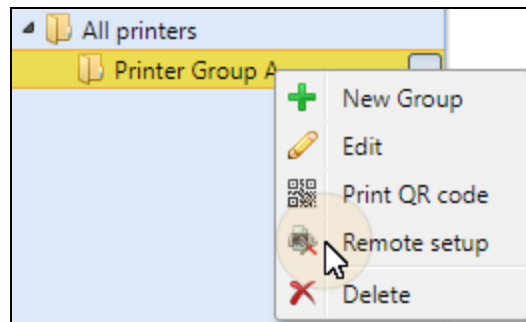 All printers
Printer Group A
New Group
Edit
Print QR code
Remote setup
Delete